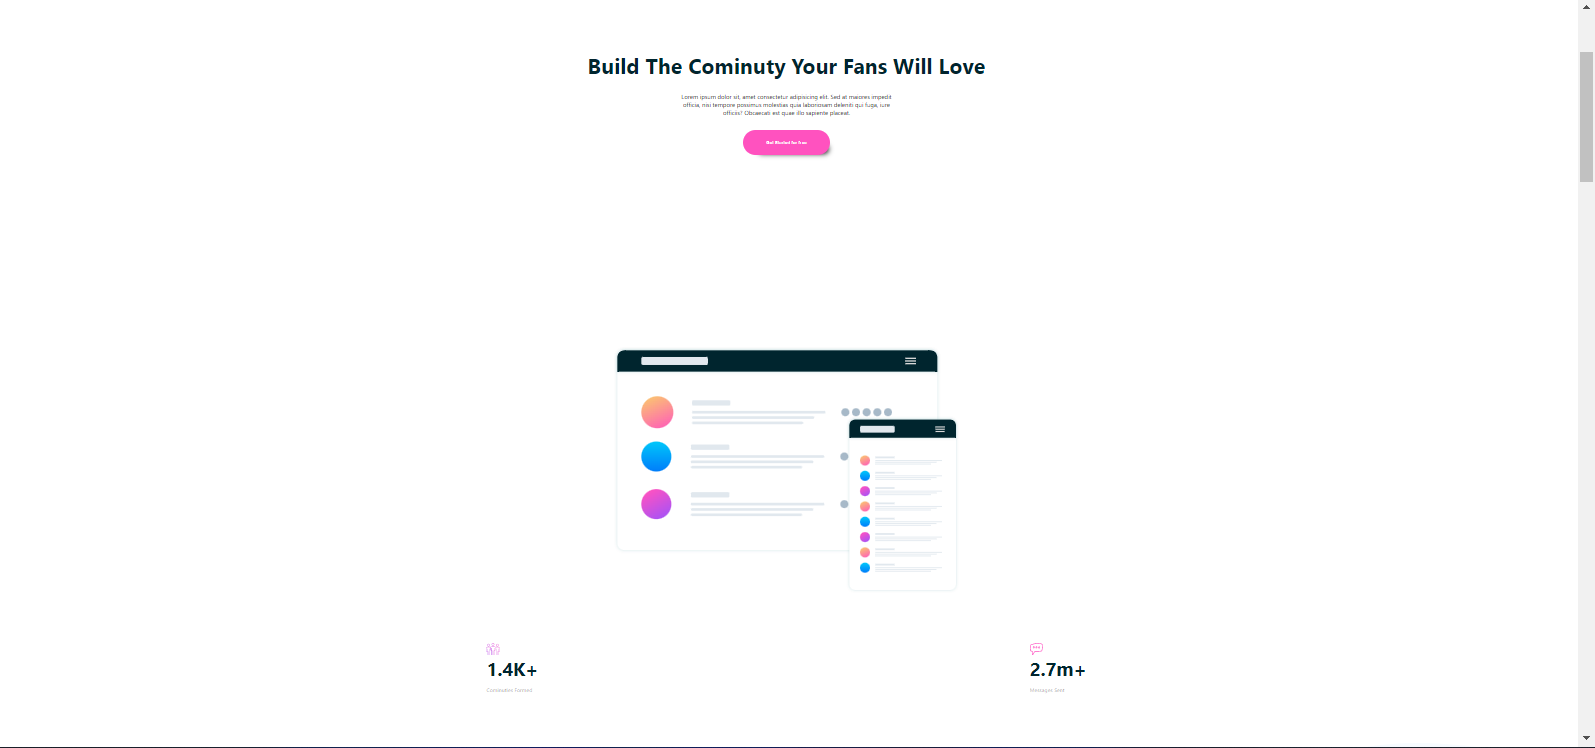 Build The Cominuty Your Fans Will Love
Lorem ipsum dolor sit, amet consectetur adipisicing elit. Sed at maiores impedit
officia, nisi tempore possimus molestias quia laboriosam deleniti qui fuga, iure
officiis? Obcaecati est quae illo sapiente placeat.
Get Started for free
1.4K+
2.7m+
Formed
Messages Sent